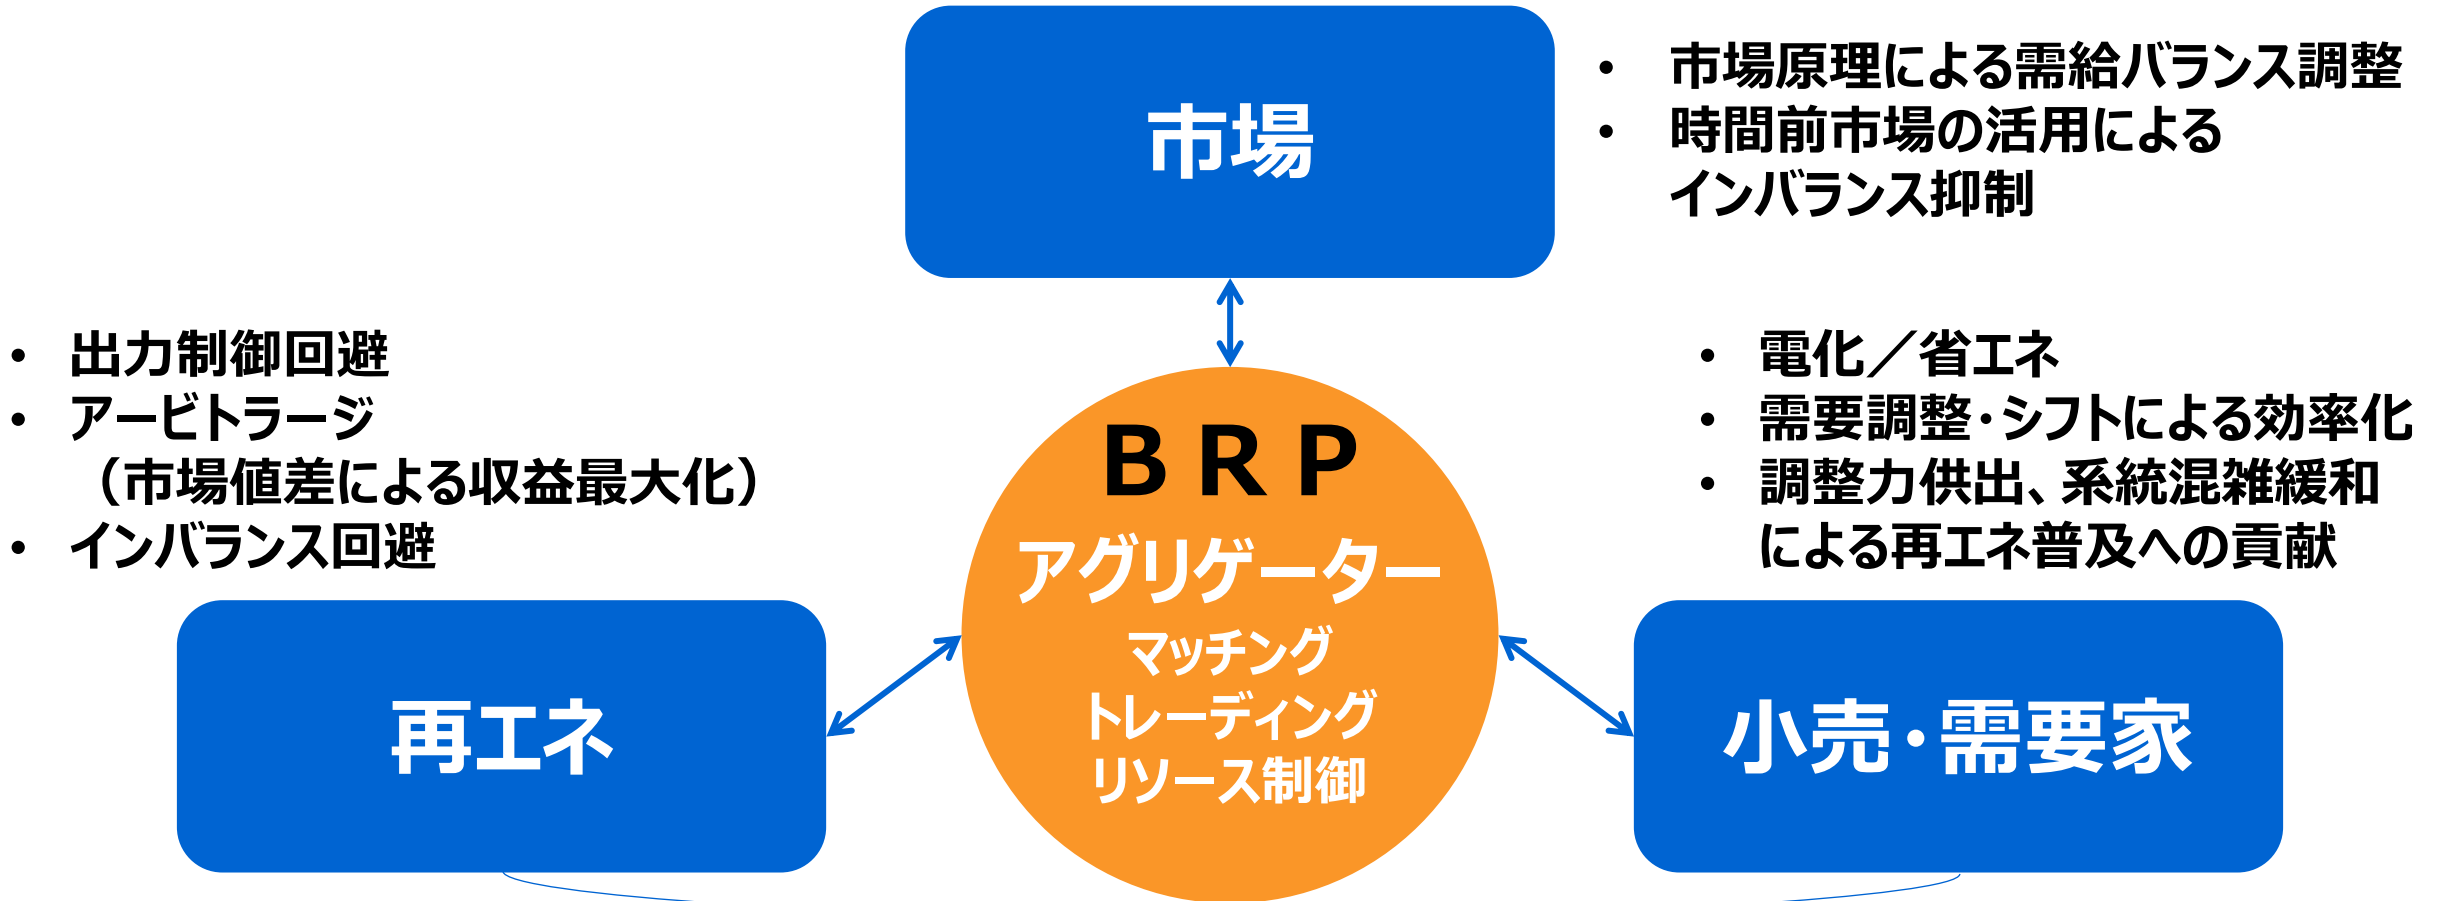 市場
• 市場原理による需給バランス調整
• 時間前市場の活用による
インバランス抑制
• 出力制御回避
• アービトラージ
（市場値差による収益最大化）
• インバランス回避
• 電化／省エネ
• 需要調整・シフトによる効率化
• 調整力供出、系統混雑緩和
による再エネ普及への貢献
ＢＲＰ
アグリゲーター
マッチング
トレーディング
リソース制御
再エネ
小売・需要家